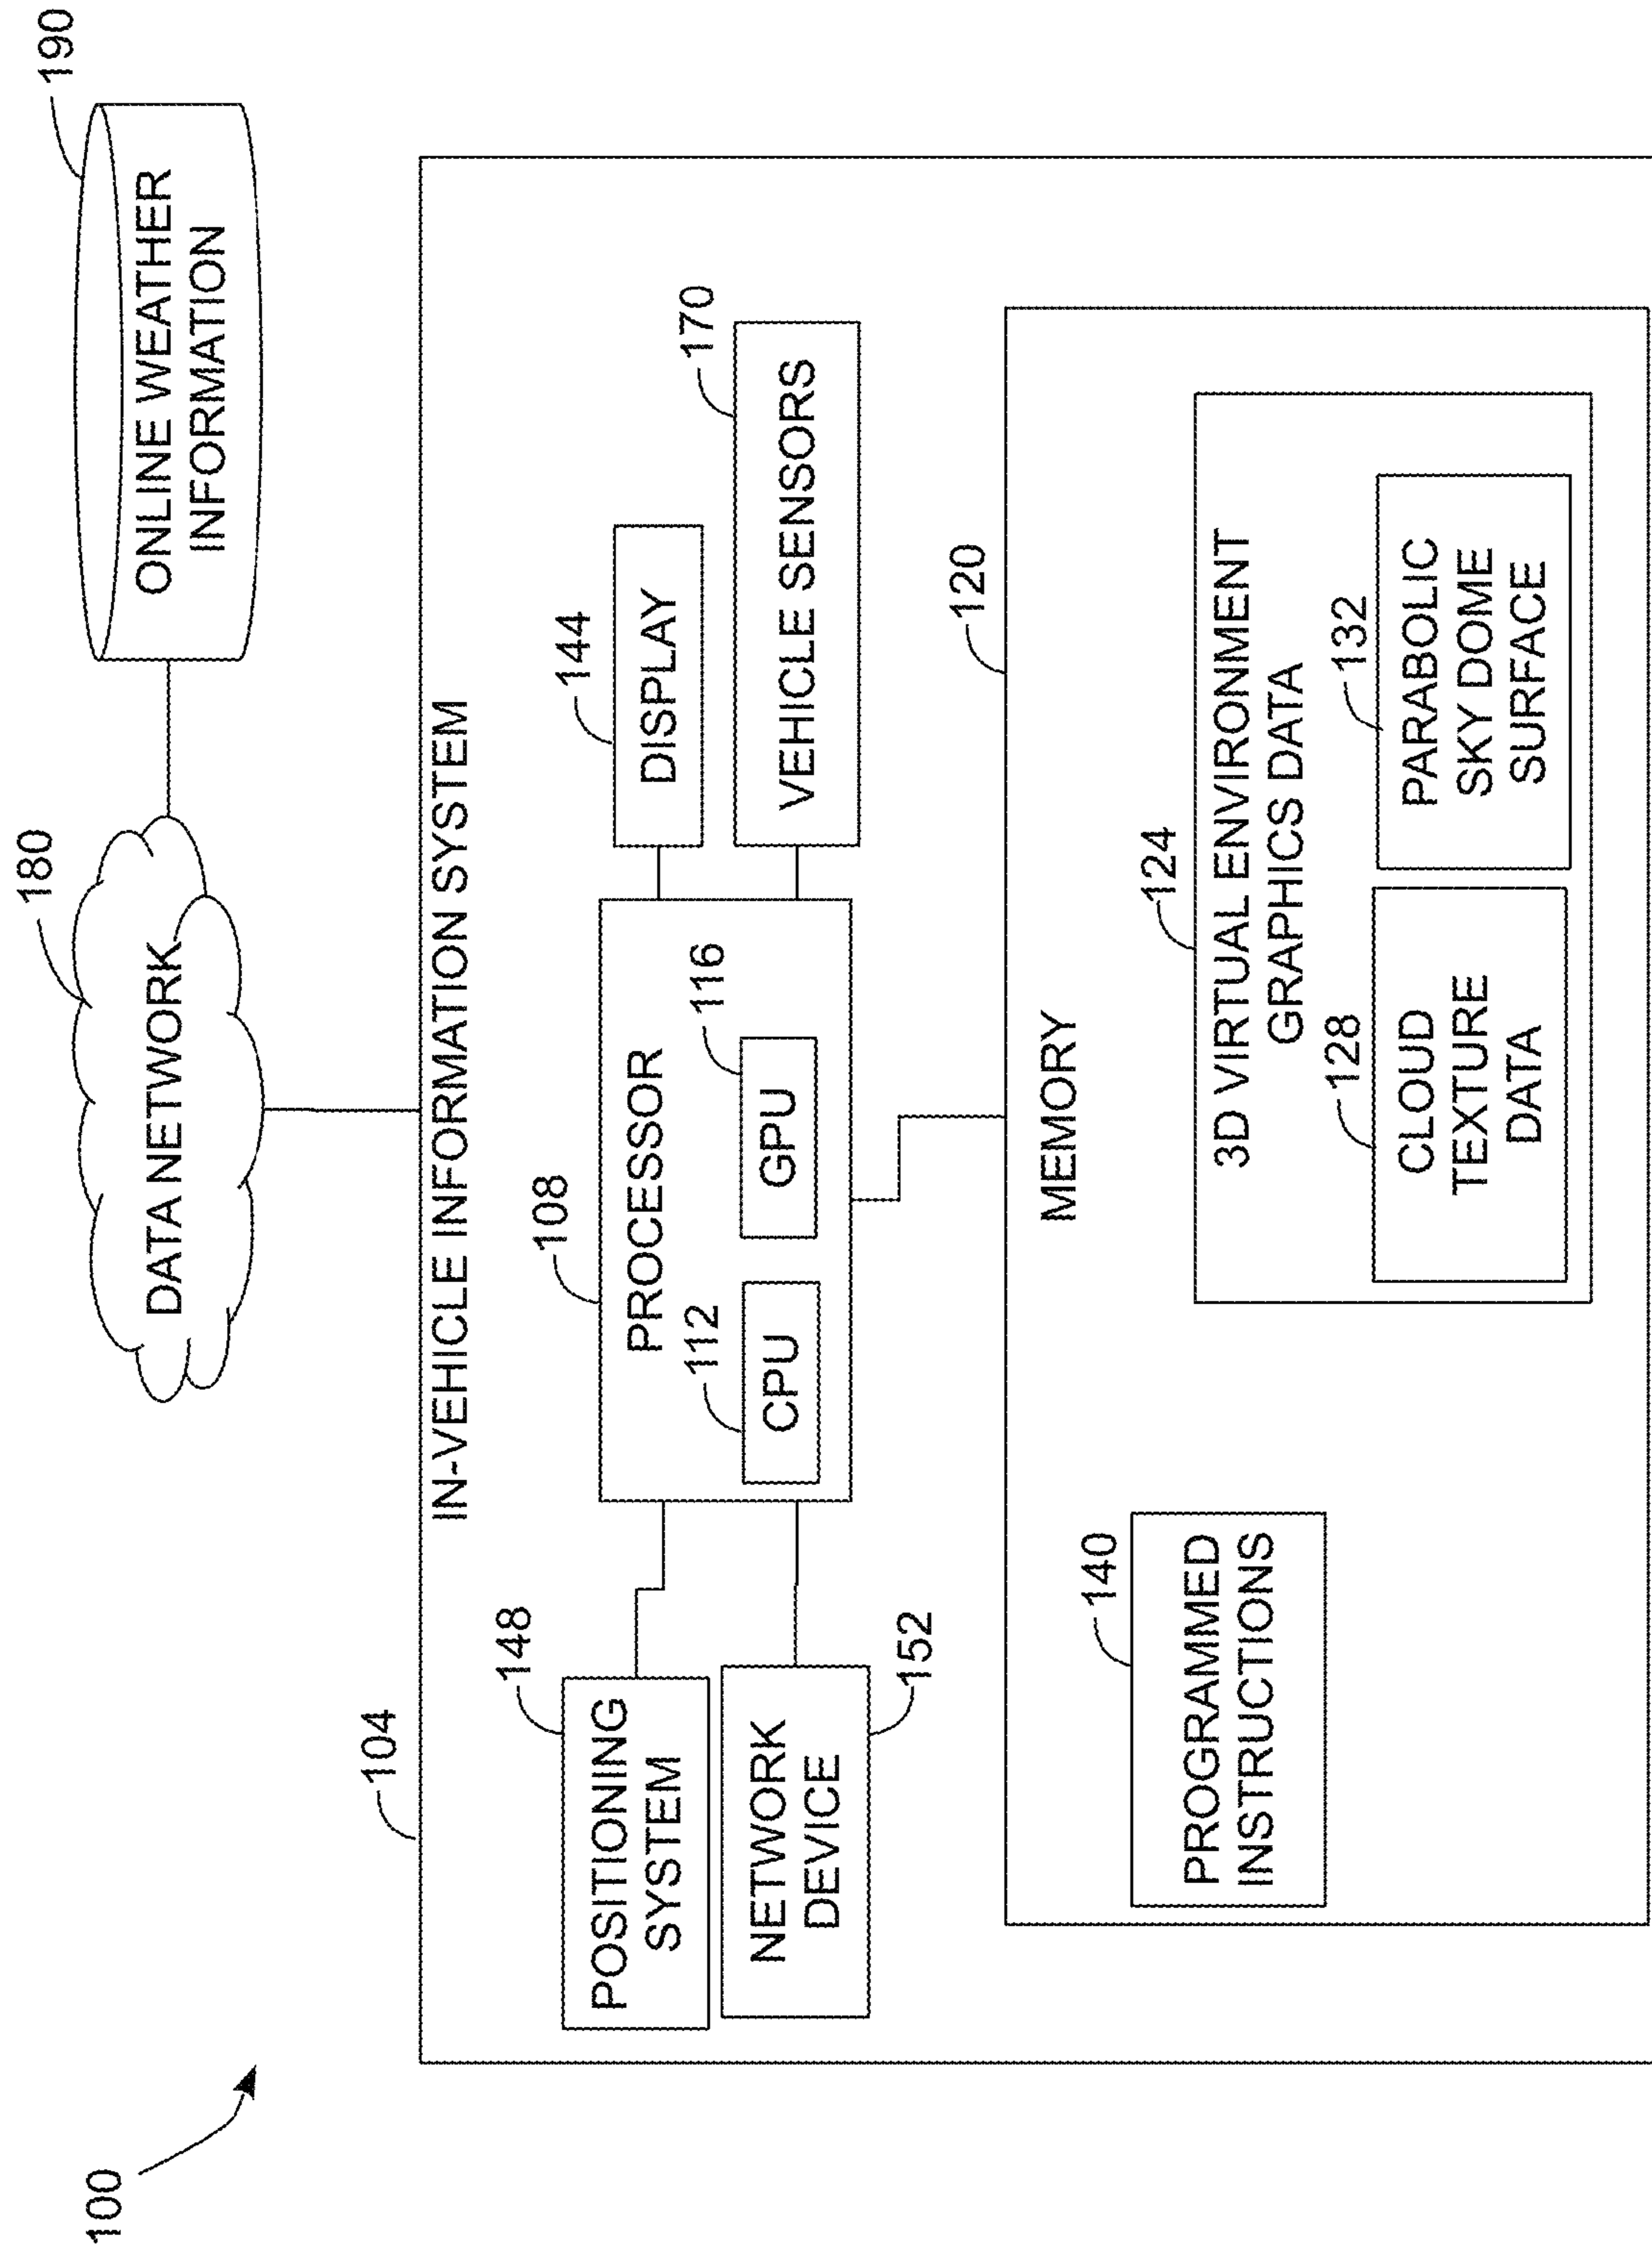 100
180
190
DATA NETWORK
ONLINE WEATHER
INFORMATION
104
IN-VEHICLE INFORMATION SYSTEM
148
POSITIONING
SYSTEM
NETWORK
DEVICE
152
108
PROCESSOR
112
CPU
116
GPU
144
DISPLAY
170
VEHICLE SENSORS
120
MEMORY
140
PROGRAMMED
INSTRUCTIONS
124
3D VIRTUAL ENVIRONMENT
GRAPHICS DATA
128
CLOUD
TEXTURE
DATA
132
PARABOLIC
SKY DOME
SURFACE